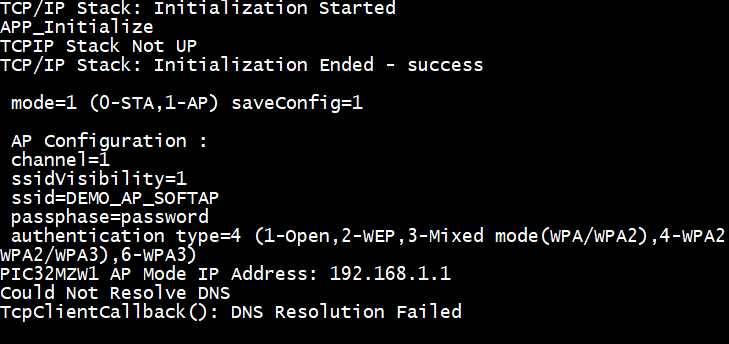 TCP/IP Stack: Initialization Started
APP_Initialize
TCPIP Stack Not UP
TCP/IP Stack: Initialization Ended - success
mode=1 (0-STA,1-AP) saveConfig=1
AP Configuration :
channel=1
ssidVisibility=1
ssid=DEMO_AP_SOFTAP
passphase=password
authentication type=4 (1-Open,2-WEP,3-Mixed mode(WPA/WPA2),4-WPA2
WPA2/WPA3),6-WPA3)
PIC32MZW1 AP Mode IP Address: 192.168.1.1
Could Not Resolve DNS
TcpClientCallback(): DNS Resolution Failed